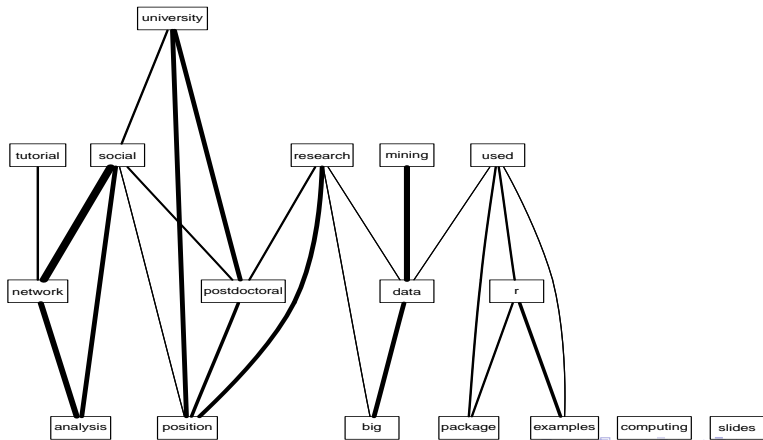 university
tutorial
social
research
mining
used
network
postdoctoral
data
r
analysis
position
big
package
examples
computing
slides